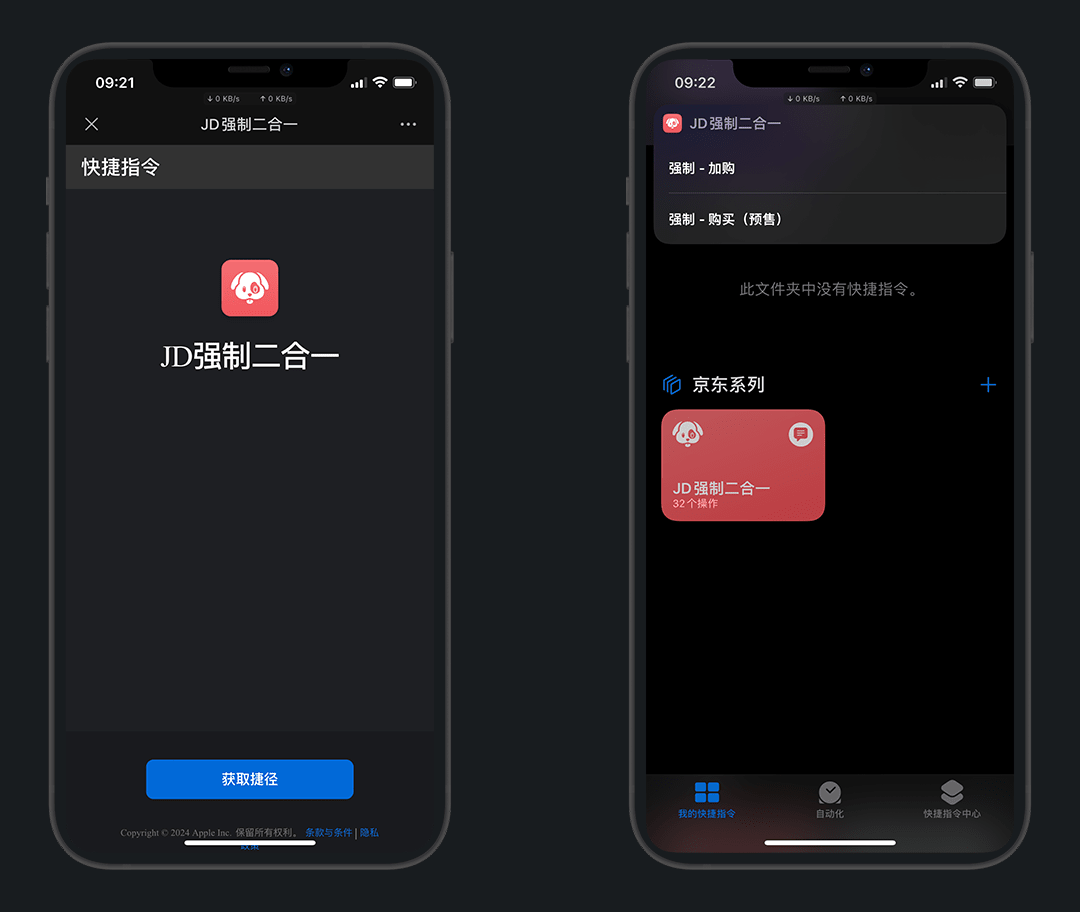 09:21
↓ 0 KB/s ↑ 0 KB/s
JD强制二合一
快捷指令
JD强制二合一
获取捷径
Copyright © 2024 Apple Inc. 保留所有权利。 条款与条件 | 隐私
政策
09:22
↓ 0 KB/s ↑ 0 KB/s
JD强制二合一
强制 - 加购
强制 - 购买（预售）
此文件夹中没有快捷指令。
京东系列
JD强制二合一
32个操作
我的快捷指令
自动化
快捷指令中心